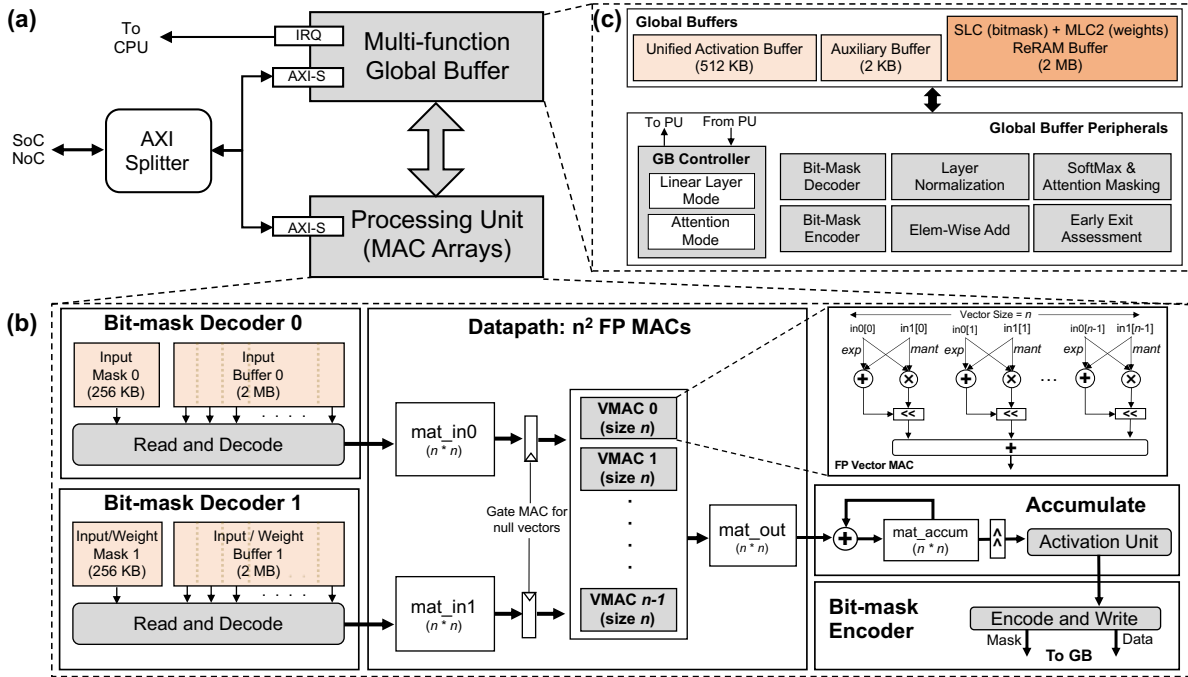 (a)
To
CPU
IRQ
AXI-S
Multi-function
Global Buffer
SoC
NoC
AXI
Splitter
AXI-S
Processing Unit
(MAC Arrays)
(c)
Global Buffers
Unified Activation Buffer
(512 KB)
Auxiliary Buffer
(2 KB)
SLC (bitmask) + MLC2 (weights)
ReRAM Buffer
(2 MB)
To PU
From PU
Global Buffer Peripherals
GB Controller
Linear Layer
Mode
Attention
Mode
Bit-Mask
Decoder
Layer
Normalization
SoftMax &
Attention Masking
Bit-Mask
Encoder
Elem-Wise Add
Early Exit
Assessment
(b)
Bit-mask Decoder 0
Input
Mask 0
(256 KB)
Input
Buffer 0
(2 MB)
Read and Decode
Bit-mask Decoder 1
Input/Weight
Mask 1
(256 KB)
Input / Weight
Buffer 1
(2 MB)
Read and Decode
Datapath: n² FP MACs
mat_in0
(n * n)
Gate MAC for
null vectors
mat_in1
(n * n)
VMAC 0
(size n)
VMAC 1
(size n)
VMAC n-1
(size n)
mat_out
(n * n)
Vector Size = n
in0[0] in1[0] in0[1] in1[1] in0[n-1] in1[n-1]
exp mant exp mant exp mant
+ × + × ... + ×
<< << <<
+
FP Vector MAC
Accumulate
+
mat_accum
(n * n)
<<
Activation Unit
Bit-mask
Encoder
Encode and Write
Mask
Data
To GB